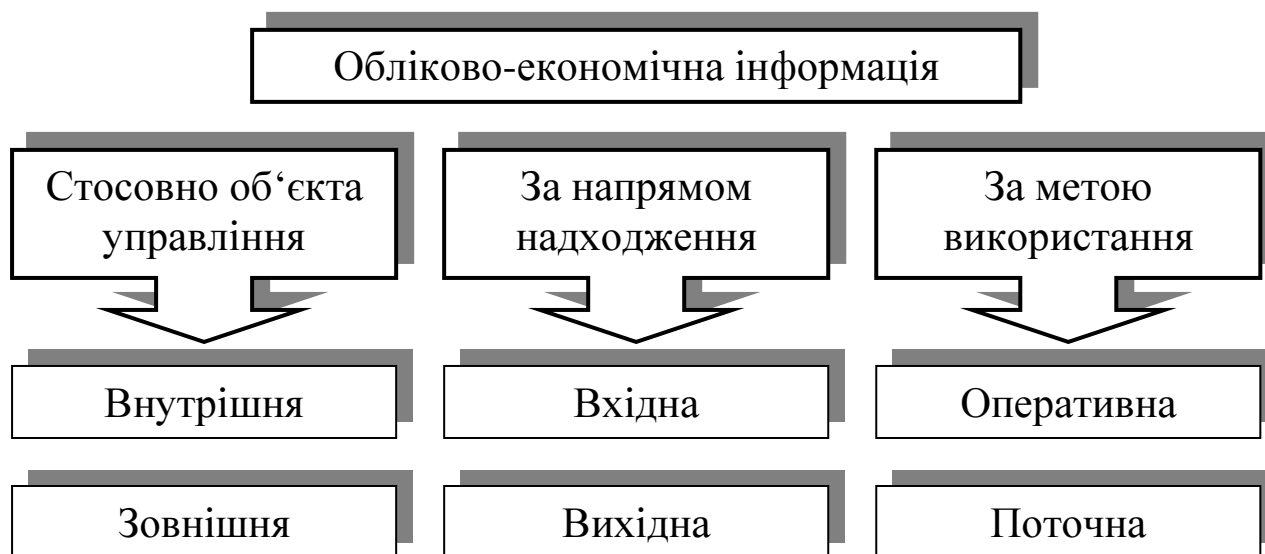 Обліково-економічна інформація
Стосовно об‘єкта
управління
За напрямом
надходження
За метою
використання
Внутрішня
Вхідна
Оперативна
Зовнішня
Вихідна
Поточна